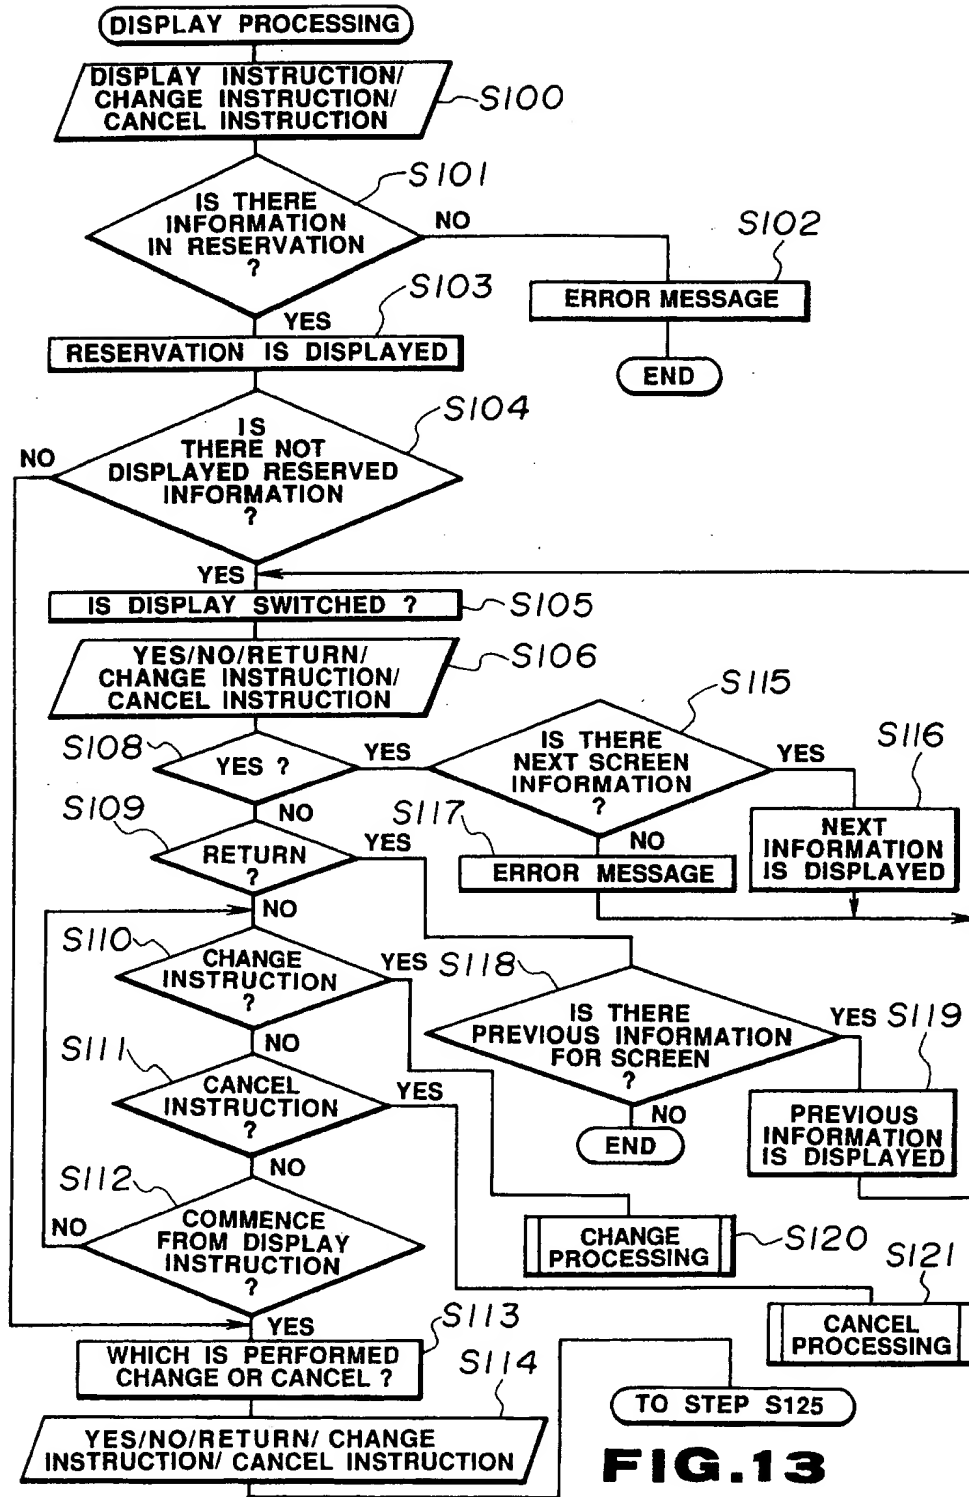 DISPLAY PROCESSING
DISPLAY INSTRUCTION/
CHANGE INSTRUCTION/
CANCEL INSTRUCTION
S100
S101
IS THERE
INFORMATION
IN RESERVATION
?
NO
S102
ERROR MESSAGE
END
S103
YES
RESERVATION IS DISPLAYED
S104
IS
THERE NOT
DISPLAYED RESERVED
INFORMATION
?
NO
YES
IS DISPLAY SWITCHED ?
S105
YES/NO/RETURN/
CHANGE INSTRUCTION/
CANCEL INSTRUCTION
S106
S108
YES ?
YES
NO
S115
IS THERE
NEXT SCREEN
INFORMATION
?
YES
S116
NEXT
INFORMATION
IS DISPLAYED
S117
NO
ERROR MESSAGE
S109
RETURN
?
YES
NO
S110
CHANGE
INSTRUCTION
?
YES
NO
S118
IS THERE
PREVIOUS INFORMATION
FOR SCREEN
?
YES
S119
NO
END
PREVIOUS
INFORMATION
IS DISPLAYED
S111
CANCEL
INSTRUCTION
?
YES
NO
S112
COMMENCE
FROM DISPLAY
INSTRUCTION
?
NO
YES
CHANGE
PROCESSING
S120
S121
CANCEL
PROCESSING
S113
WHICH IS PERFORMED
CHANGE OR CANCEL ?
S114
YES/NO/RETURN/ CHANGE
INSTRUCTION/ CANCEL INSTRUCTION
TO STEP S125
FIG.13